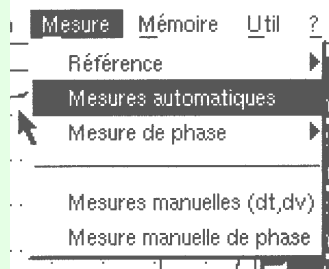 Mesure Mémoire Util ?
Référence
Mesures automatiques
Mesure de phase
Mesures manuelles (dt,dv)
Mesure manuelle de phase